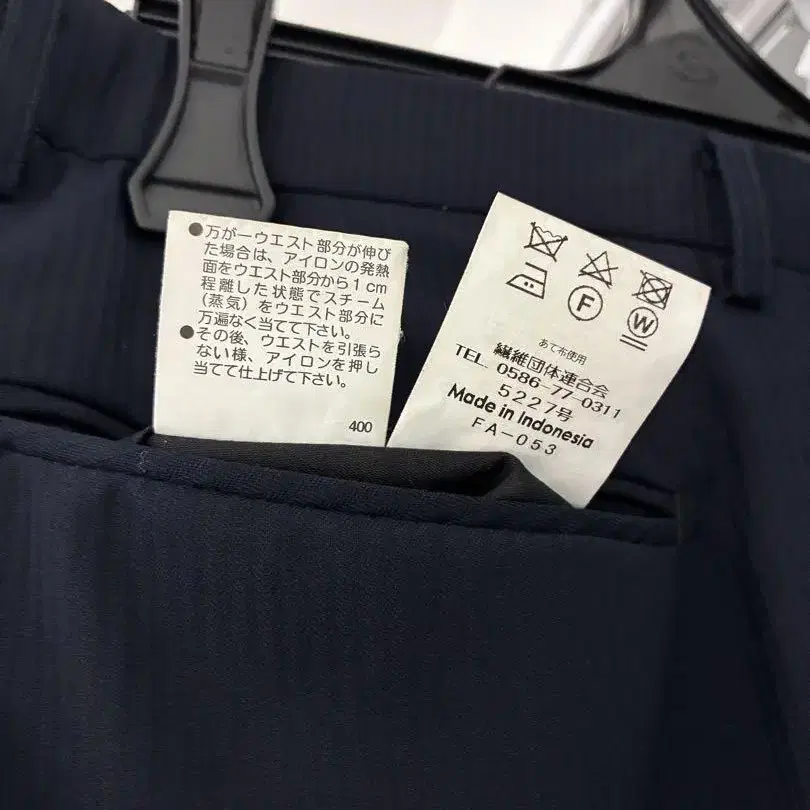 ●万が一ウエスト部分が伸び
た場合は、アイロンの発熱
面をウエスト部分から1cm
程離した状態でスチーム
(蒸気)をウエスト部分に
万遍なく当てて下さい。
●その後、ウエストを引張ら
ない様、アイロンを押し
当てて仕上げて下さい。
400
F
W
あて布使用
繊維団体連合会
TEL. 0586-77-0311
5227号
Made in Indonesia
FA-053